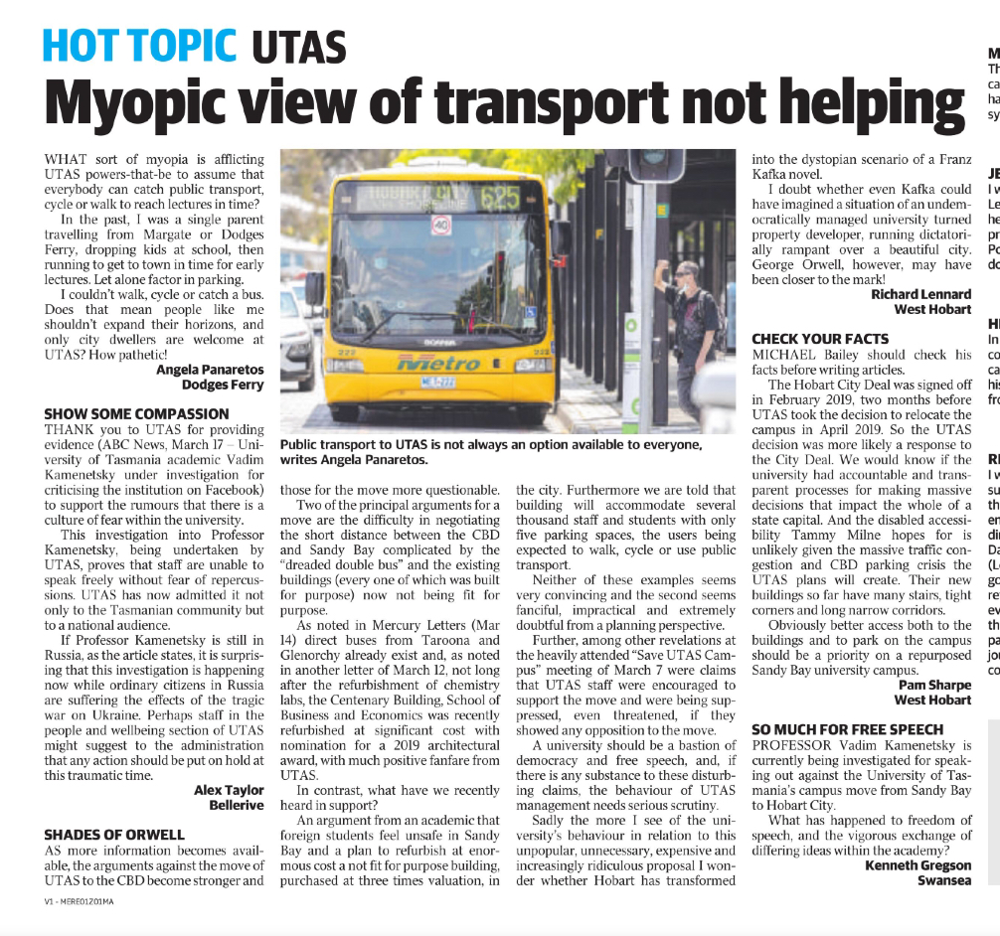 HOT TOPIC UTAS
Myopic view of transport not helping
WHAT sort of myopia is afflicting
UTAS powers-that-be to assume that
everybody can catch public transport,
cycle or walk to reach lectures in time?
In the past, I was a single parent
travelling from Margate or Dodges
Ferry, dropping kids at school, then
running to get to town in time for early
lectures. Let alone factor in parking.
I couldn't walk, cycle or catch a bus.
Does that mean people like me
shouldn't expand their horizons, and
only city dwellers are welcome at
UTAS? How pathetic!
Angela Panaretos
Dodges Ferry
SHOW SOME COMPASSION
THANK you to UTAS for providing
evidence (ABC News, March 17 – Uni-
versity of Tasmania academic Vadim
Kamenetsky under investigation for
criticising the institution on Facebook)
to support the rumours that there is a
culture of fear within the university.
This investigation into Professor
Kamenetsky, being undertaken by
UTAS, proves that staff are unable to
speak freely without fear of repercus-
sions. UTAS has now admitted it not
only to the Tasmanian community but
to a national audience.
If Professor Kamenetsky is still in
Russia, as the article states, it is surpris-
ing that this investigation is happening
now while ordinary citizens in Russia
are suffering the effects of the tragic
war on Ukraine. Perhaps staff in the
people and wellbeing section of UTAS
might suggest to the administration
that any action should be put on hold at
this traumatic time.
Alex Taylor
Bellerive
SHADES OF ORWELL
AS more information becomes avail-
able, the arguments against the move of
UTAS to the CBD become stronger and
625
40
SCANIA
222
222
Metro
Public transport to UTAS is not always an option available to everyone,
writes Angela Panaretos.
those for the move more questionable.
Two of the principal arguments for a
move are the difficulty in negotiating
the short distance between the CBD
and Sandy Bay complicated by the
"dreaded double bus" and the existing
buildings (every one of which was built
for purpose) now not being fit for
purpose.
As noted in Mercury Letters (Mar
14) direct buses from Taroona and
Glenorchy already exist and, as noted
in another letter of March 12, not long
after the refurbishment of chemistry
labs, the Centenary Building, School of
Business and Economics was recently
refurbished at significant cost with
nomination for a 2019 architectural
award, with much positive fanfare from
UTAS.
In contrast, what have we recently
heard in support?
An argument from an academic that
foreign students feel unsafe in Sandy
Bay and a plan to refurbish at enor-
mous cost a not fit for purpose building,
purchased at three times valuation, in
the city. Furthermore we are told that
building will accommodate several
thousand staff and students with only
five parking spaces, the users being
expected to walk, cycle or use public
transport.
Neither of these examples seems
very convincing and the second seems
fanciful, impractical and extremely
doubtful from a planning perspective.
Further, among other revelations at
the heavily attended "Save UTAS Cam-
pus" meeting of March 7 were claims
that UTAS staff were encouraged to
support the move and were being sup-
pressed, even threatened, if they
showed any opposition to the move.
A university should be a bastion of
democracy and free speech, and, if
there is any substance to these disturb-
ing claims, the behaviour of UTAS
management needs serious scrutiny.
Sadly the more I see of the uni-
versity's behaviour in relation to this
unpopular, unnecessary, expensive and
increasingly ridiculous proposal I won-
der whether Hobart has transformed
into the dystopian scenario of a Franz
Kafka novel.
I doubt whether even Kafka could
have imagined a situation of an undem-
ocratically managed university turned
property developer, running dictatori-
ally rampant over a beautiful city.
George Orwell, however, may have
been closer to the mark!
Richard Lennard
West Hobart
CHECK YOUR FACTS
MICHAEL Bailey should check his
facts before writing articles.
The Hobart City Deal was signed off
in February 2019, two months before
UTAS took the decision to relocate the
campus in April 2019. So the UTAS
decision was more likely a response to
the City Deal. We would know if the
university had accountable and trans-
parent processes for making massive
decisions that impact the whole of a
state capital. And the disabled accessi-
bility Tammy Milne hopes for is
unlikely given the massive traffic con-
gestion and CBD parking crisis the
UTAS plans will create. Their new
buildings so far have many stairs, tight
corners and long narrow corridors.
Obviously better access both to the
buildings and to park on the campus
should be a priority on a repurposed
Sandy Bay university campus.
Pam Sharpe
West Hobart
SO MUCH FOR FREE SPEECH
PROFESSOR Vadim Kamenetsky is
currently being investigated for speak-
ing out against the University of Tas-
mania's campus move from Sandy Bay
to Hobart City.
What has happened to freedom of
speech, and the vigorous exchange of
differing ideas within the academy?
Kenneth Gregson
Swansea
V1 - MERE01Z01MA